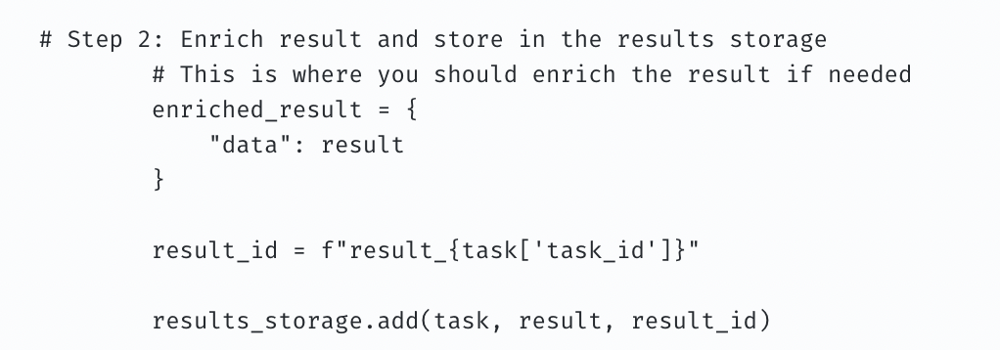 # Step 2: Enrich result and store in the results storage
# This is where you should enrich the result if needed
enriched_result = {
"data": result
}
result_id = f"result_{task['task_id']}"
results_storage.add(task, result, result_id)